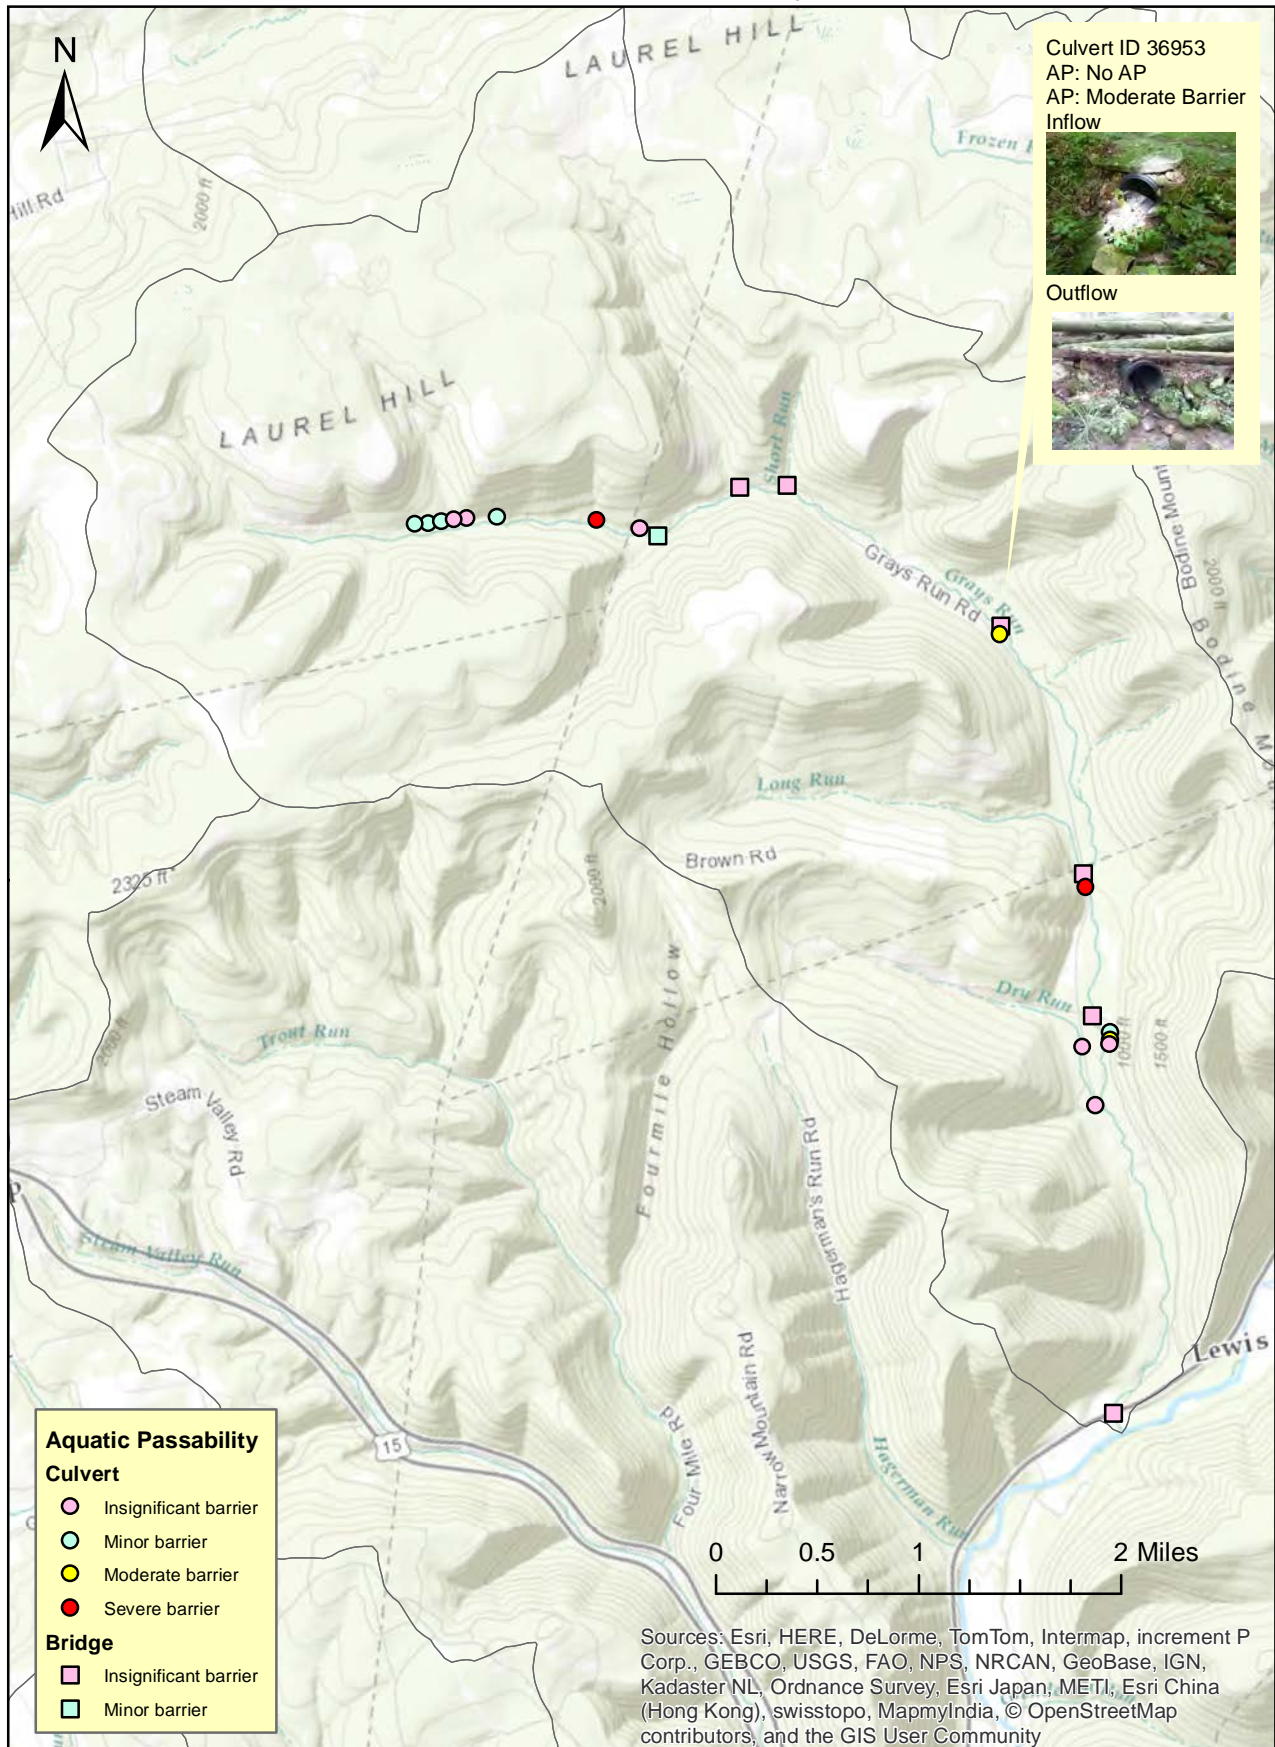 N
LAUREL HILL
Culvert ID 36953
AP: No AP
AP: Moderate Barrier
Inflow
Outflow
Frozen
Hill Rd
2000 ft
LAUREL HILL
Short Run
Grays Run Rd
Grays Run
Bodine Mount
2000 ft
Bodine Mo
Long Run
Brown Rd
2325 ft
2000 ft
Fourmile Hollow
Dry Run
1000 ft
1500 ft
Trout Run
2000 ft
Steam Valley Rd
Hagerman's Run Rd
Steam Valley Run
Narrow Mountain Rd
Four Mile Rd
Hagerman Run
Lewis
15
Aquatic Passability
Culvert
Insignificant barrier
Minor barrier
Moderate barrier
Severe barrier
Bridge
Insignificant barrier
Minor barrier
0 0.5 1 2 Miles
Sources: Esri, HERE, DeLorme, TomTom, Intermap, increment P
Corp., GEBCO, USGS, FAO, NPS, NRCAN, GeoBase, IGN,
Kadaster NL, Ordnance Survey, Esri Japan, METI, Esri China
(Hong Kong), swisstopo, MapmyIndia, © OpenStreetMap
contributors, and the GIS User Community